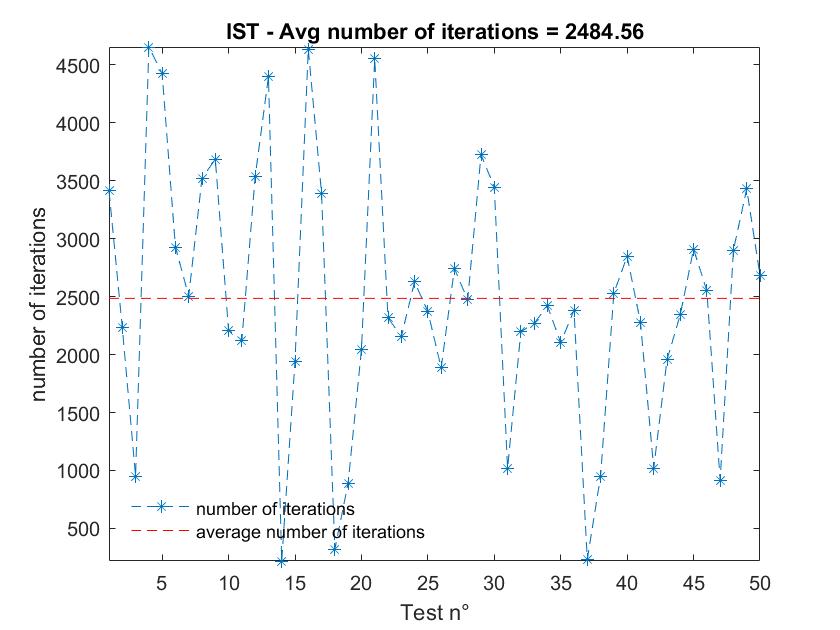 IST - Avg number of iterations = 2484.56
4500
4000
3500
3000
2500
2000
1500
1000
500
number of iterations
number of iterations
average number of iterations
5 10 15 20 25 30 35 40 45 50
Test n°